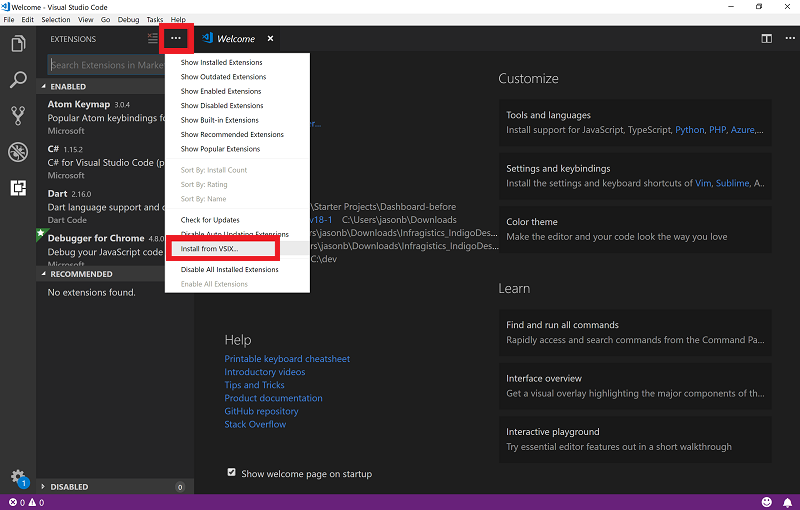 Welcome - Visual Studio Code
File Edit Selection View Go Debug Tasks Help
EXTENSIONS
Welcome
Search Extensions in Marke
ENABLED
Atom Keymap 3.0.4
Popular Atom keybindings fo
Microsoft
C# 1.15.2
C# for Visual Studio Code (p
Microsoft
Dart 2.16.0
Dart language support and d
Dart Code
Debugger for Chrome 4.8.0
Debug your JavaScript code
Microsoft
RECOMMENDED
No extensions found.
DISABLED 0
1
Show Installed Extensions
Show Outdated Extensions
Show Enabled Extensions
Show Disabled Extensions
Show Built-in Extensions
Show Recommended Extensions
Show Popular Extensions
Sort By: Install Count
Sort By: Rating
Sort By: Name
Check for Updates
Disable Auto Updating Extensions
Install from VSIX...
Disable All Installed Extensions
Enable All Extensions
er...
\Starter Projects\Dashboard-before
v18-1 C:\Users\jasonb\Downloads
rs\jasonb\Downloads\Infragistics_IndigoDes...
rs\jasonb\Downloads\Infragistics_IndigoDes...
C:\dev
Help
Printable keyboard cheatsheet
Introductory videos
Tips and Tricks
Product documentation
GitHub repository
Stack Overflow
Show welcome page on startup
Customize
Tools and languages
Install support for JavaScript, TypeScript, Python, PHP, Azure,...
Settings and keybindings
Install the settings and keyboard shortcuts of Vim, Sublime, A...
Color theme
Make the editor and your code look the way you love
Learn
Find and run all commands
Rapidly access and search commands from the Command Pa...
Interface overview
Get a visual overlay highlighting the major components of th...
Interactive playground
Try essential editor features out in a short walkthrough
0 0